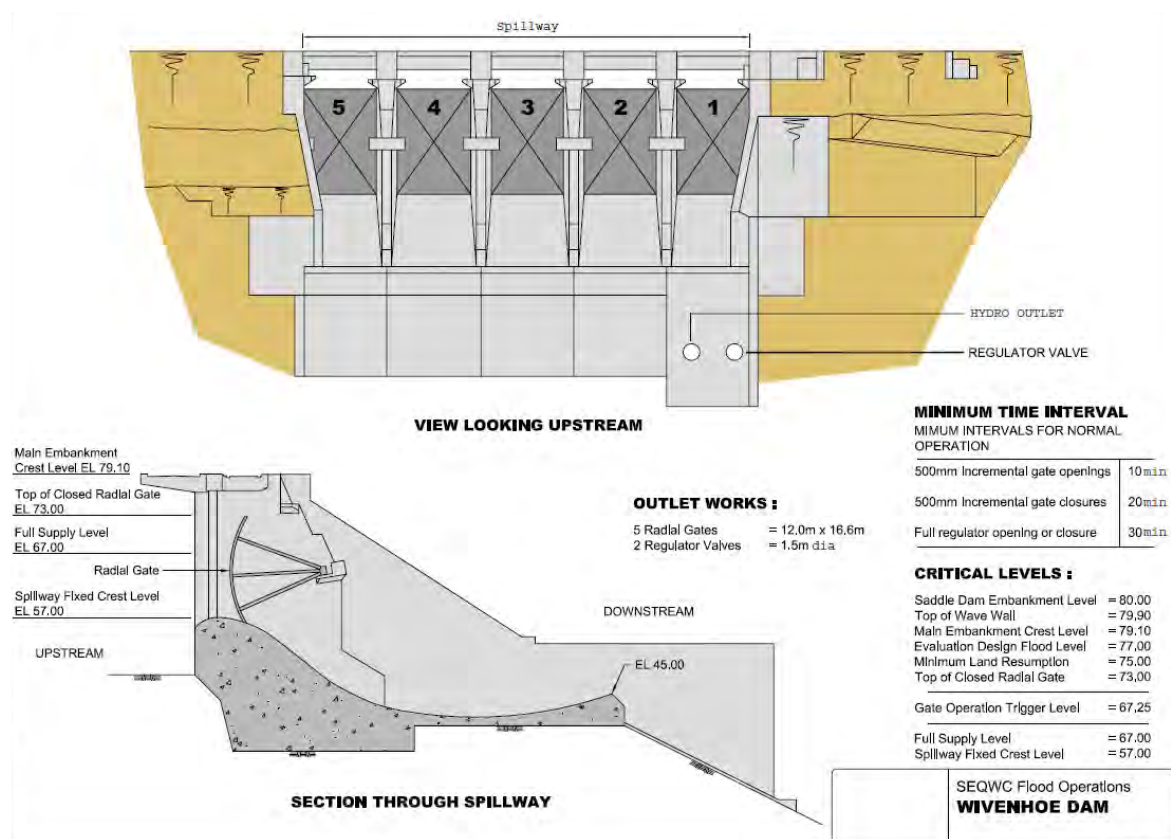 Spillway
5 4 3 2 1
HYDRO OUTLET
REGULATOR VALVE
VIEW LOOKING UPSTREAM
Main Embankment
Crest Level EL 79.10
Top of Closed Radial Gate
EL 73.00
Full Supply Level
EL 67.00
Radial Gate
Spillway Fixed Crest Level
EL 57.00
UPSTREAM
DOWNSTREAM
EL 45.00
SECTION THROUGH SPILLWAY
OUTLET WORKS :
5 Radial Gates = 12.0m x 16.6m
2 Regulator Valves = 1.5m dia
MINIMUM TIME INTERVAL
MIMUM INTERVALS FOR NORMAL
OPERATION
500mm Incremental gate openings 10min
500mm Incremental gate closures 20min
Full regulator opening or closure 30min
CRITICAL LEVELS :
Saddle Dam Embankment Level = 80.00
Top of Wave Wall = 79.90
Main Embankment Crest Level = 79.10
Evaluation Design Flood Level = 77.00
Minimum Land Resumption = 75.00
Top of Closed Radial Gate = 73.00
Gate Operation Trigger Level = 67.25
Full Supply Level = 67.00
Spillway Fixed Crest Level = 57.00
SEQWC Flood Operations
WIVENHOE DAM